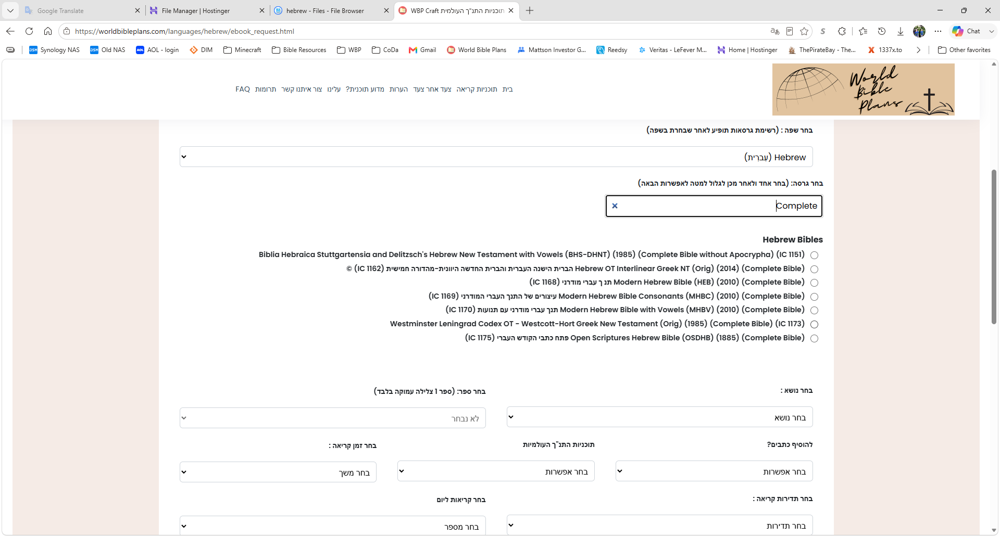 Google Translate
File Manager | Hostinger
hebrew - Files - File Browser
WBP Craft תוכניות התנ"ך העולמית
https://worldbibleplans.com/languages/hebrew/ebook_request.html
Chat
Synology NAS
Old NAS
AOL - login
DIM
Minecraft
Bible Resources
WBP
CoDa
Gmail
World Bible Plans
Mattson Investor G...
Reedsy
Veritas - LeFever M...
Home | Hostinger
ThePirateBay - The...
1337x.to
Other favorites
World
Bible
Plans
בית תוכניות קריאה צעד אחר צעד הערות מדוע תוכנית? עלינו צור איתנו קשר תרומות FAQ
בחר שפה : (רשימת גרסאות תופיע לאחר שבחרת בשפה)
Hebrew (עִברִית)
בחר גרסה: (בחר אחד ולאחר מכן לגלול למטה לאפשרות הבאה)
Complete
Hebrew Bibles
Biblia Hebraica Stuttgartensia and Delitzsch's Hebrew New Testament with Vowels (BHS-DHNT) (1985) (Complete Bible without Apocrypha) (IC 1151)
Hebrew OT Interlinear Greek NT (Orig) (2014) (Complete Bible) הברית הישנה העברית והברית החדשה היוונית-מהדורה חמישית (IC 1162) ©
Modern Hebrew Bible (HEB) (2010) (Complete Bible) תנ ך עברי מודרני (IC 1168)
Modern Hebrew Bible Consonants (MHBC) (2010) (Complete Bible) עיצורים של התנך העברי המודרני (IC 1169)
Modern Hebrew Bible with Vowels (MHBV) (2010) (Complete Bible) תנך עברי מודרני עם תנועות (IC 1170)
Westminster Leningrad Codex OT - Westcott-Hort Greek New Testament (Orig) (1985) (Complete Bible) (IC 1173)
Open Scriptures Hebrew Bible (OSDHB) (1885) (Complete Bible) פתח כתבי הקודש העברי (IC 1175)
בחר נושא :
בחר ספר: (ספר 1 צלילה עמוקה בלבד)
בחר נושא
לא נבחר
להוסיף כתבים?
תוכניות התנ"ך העולמיות
בחר זמן קריאה :
בחר אפשרות
בחר אפשרות
בחר משך
בחר תדירות קריאה :
בחר קריאות ליום
בחר תדירות
בחר מספר